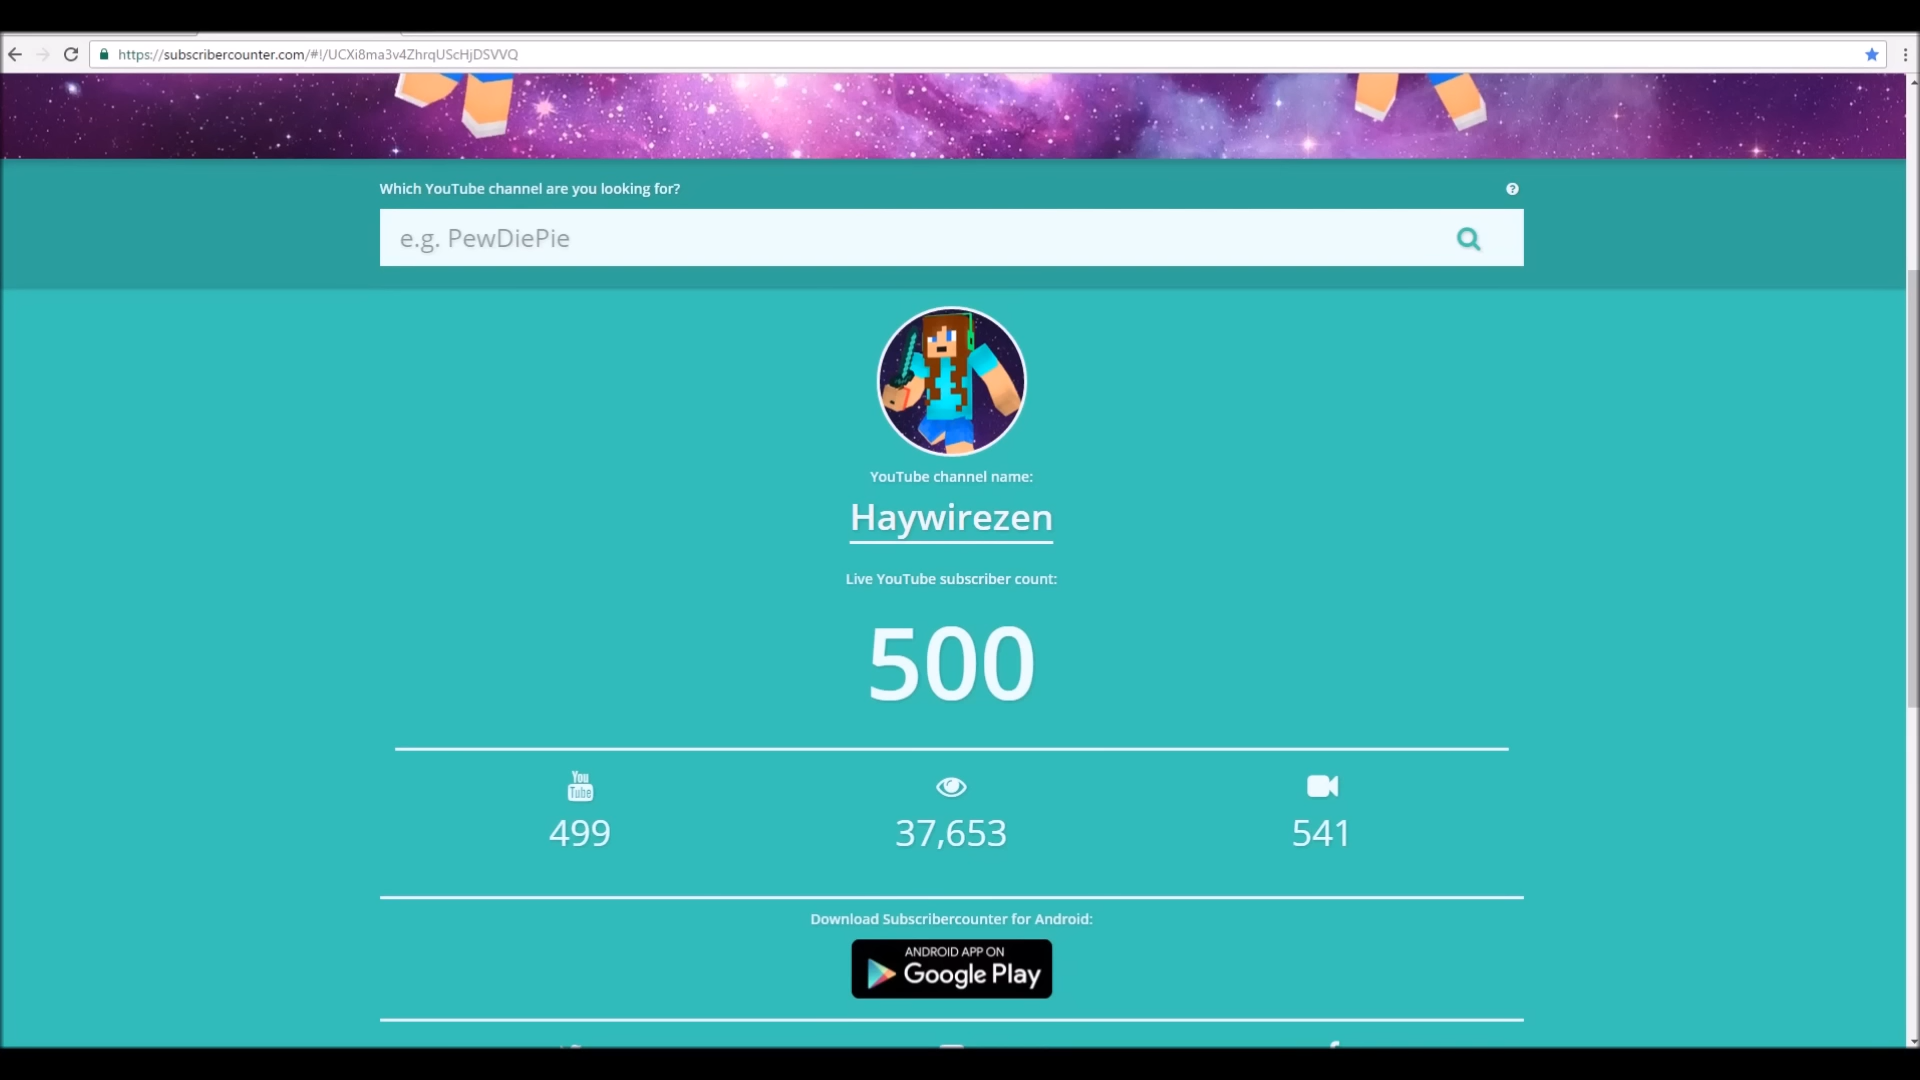 https://subscribercounter.com/#!/UCXi8ma3v4ZhrqUScHjDSVVQ
Which YouTube channel are you looking for?
e.g. PewDiePie
YouTube channel name:
Haywirezen
Live YouTube subscriber count:
500
You
Tube
499
37,653
541
Download Subscribercounter for Android:
ANDROID APP ON
Google Play